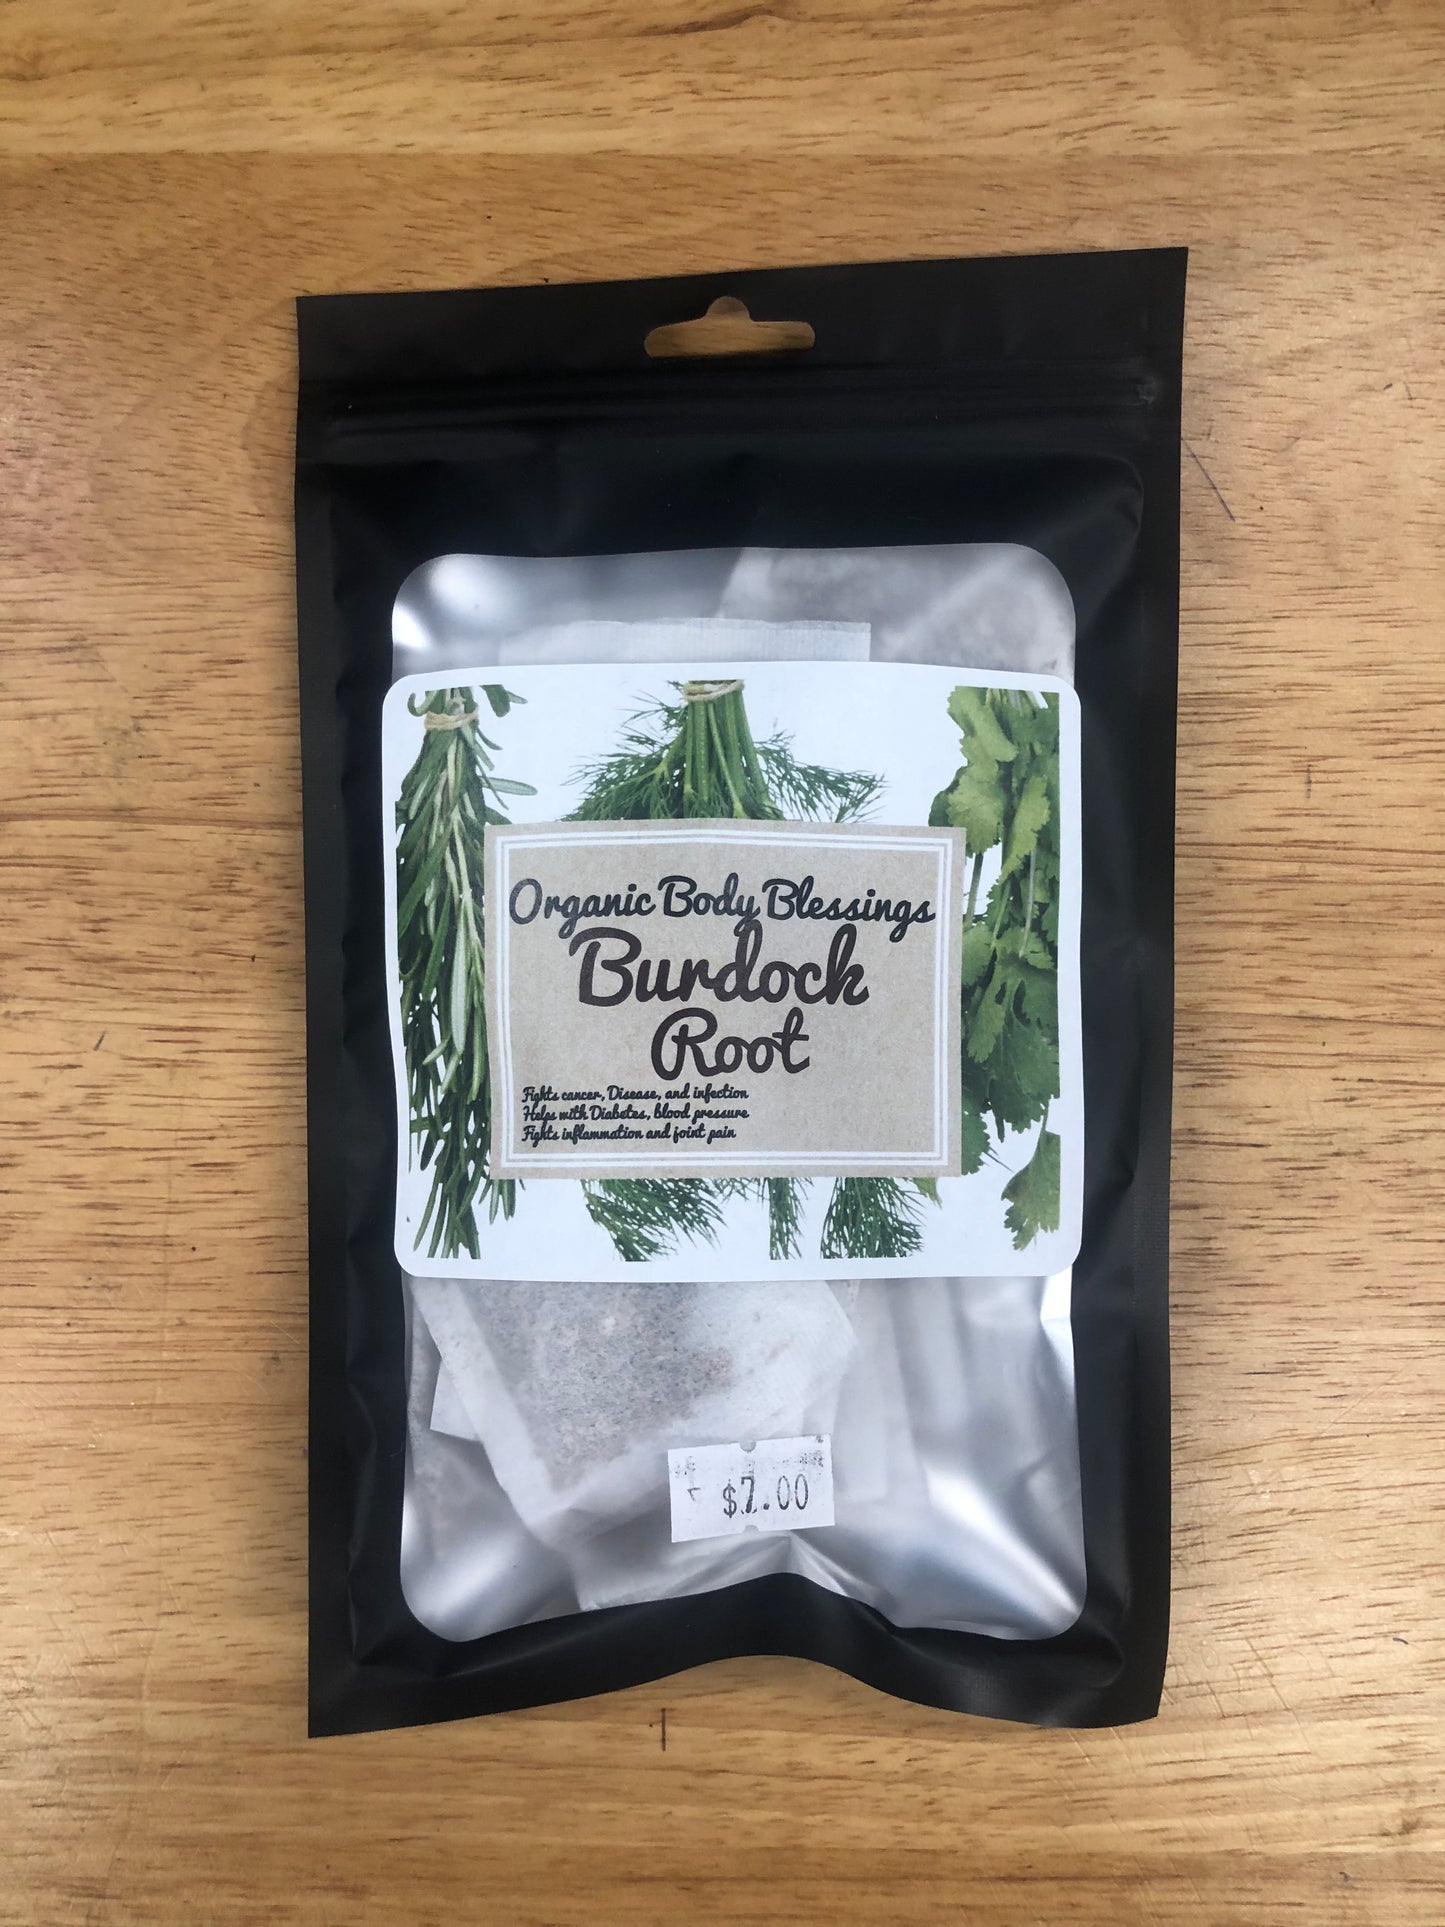 Organic Body Blessings
Burdock
Root
Fights cancer, Disease, and infection
Helps with Diabetes, blood pressure
Fights inflammation and joint pain
$7.00